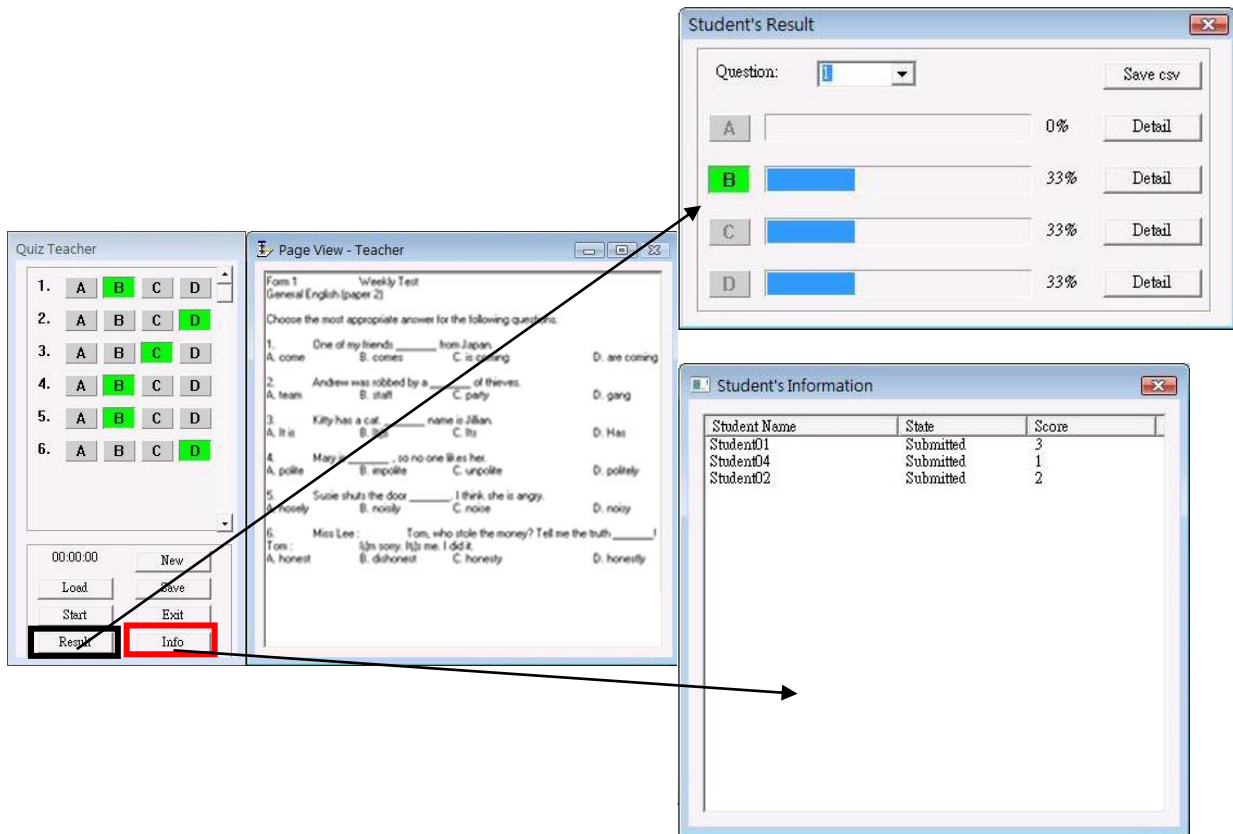 Student's Result
Question: 1 Save csv
A 0% Detail
B 33% Detail
C 33% Detail
D 33% Detail
Quiz Teacher
1. A B C D
2. A B C D
3. A B C D
4. A B C D
5. A B C D
6. A B C D
00:00:00 New
Load Save
Start Exit
Result Info
Page View - Teacher
Form 1 Weekly Test
General English (paper 2)
Choose the most appropriate answer for the following questions.
1. One of my friends _______ from Japan.
A. come B. comes C. is coming D. are coming
2. Andrew was robbed by a _______ of thieves.
A. team B. staff C. party D. gang
3. Kitty has a cat. _______ name is Jillian.
A. It is B. C. Its D. Has
4. Mary is _______ , so no one likes her.
A. polite B. impolite C. unpolite D. politely
5. Susie shuts the door _______. I think she is angry.
A. nosely B. noisily C. noise D. noisy
6. Miss Lee : Tom, who stole the money? Tell me the truth _______!
Tom : sorry. me. I did it.
A. honest B. dishonest C. honesty D. honestly
Student's Information
Student Name State Score
Student01 Submitted 3
Student04 Submitted 1
Student02 Submitted 2